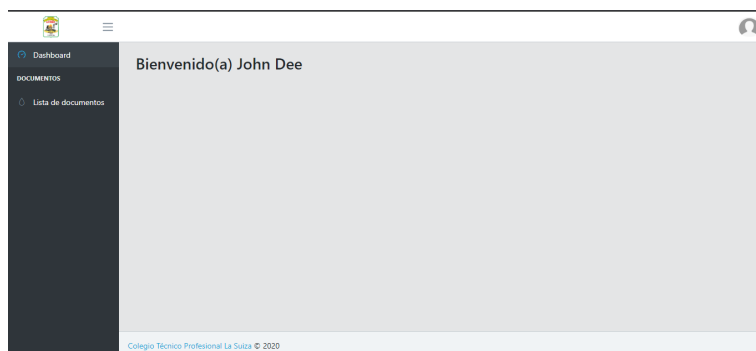 Dashboard
Bienvenido(a) John Dee
DOCUMENTOS
Lista de documentos
Colegio Técnico Profesional La Suiza © 2020